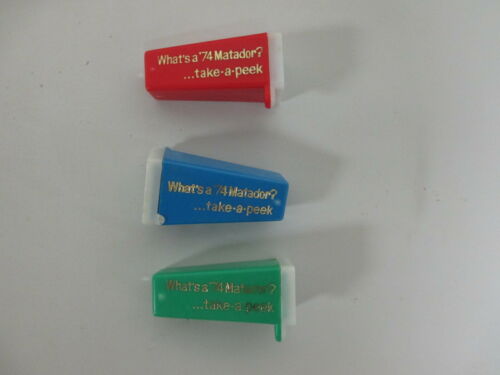 What's a '74 Matador?
...take-a-peek
What's a '74 Matador?
...take-a-peek
What's a '74 Matador?
...take-a-peek